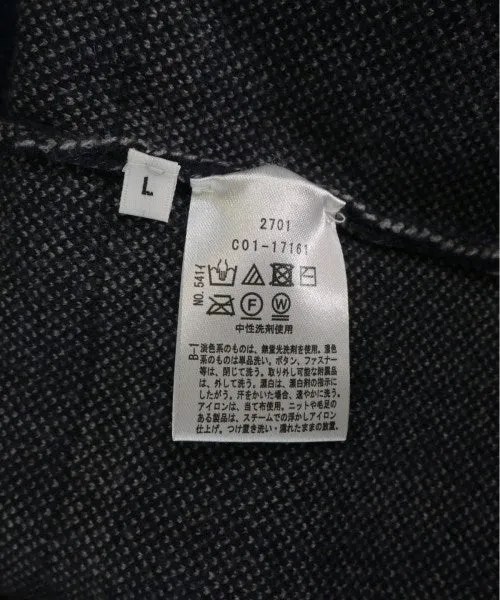 L
2701
C01-17161
NO.541イ
F
W
中性洗剤使用
B-1
淡色系のものは、無蛍光洗剤を使用。濃色
系のものは単品洗い。ボタン、ファスナー
等は、閉じて洗う。取り外し可能な附属品
は、外して洗う。漂白は、漂白剤の指示に
したがう。汗をかいた場合、速やかに洗う。
アイロンは、当て布使用。ニットや毛足の
ある製品は、スチームでの浮かしアイロン
仕上げ。つけ置き洗い・濡れたままの放置、